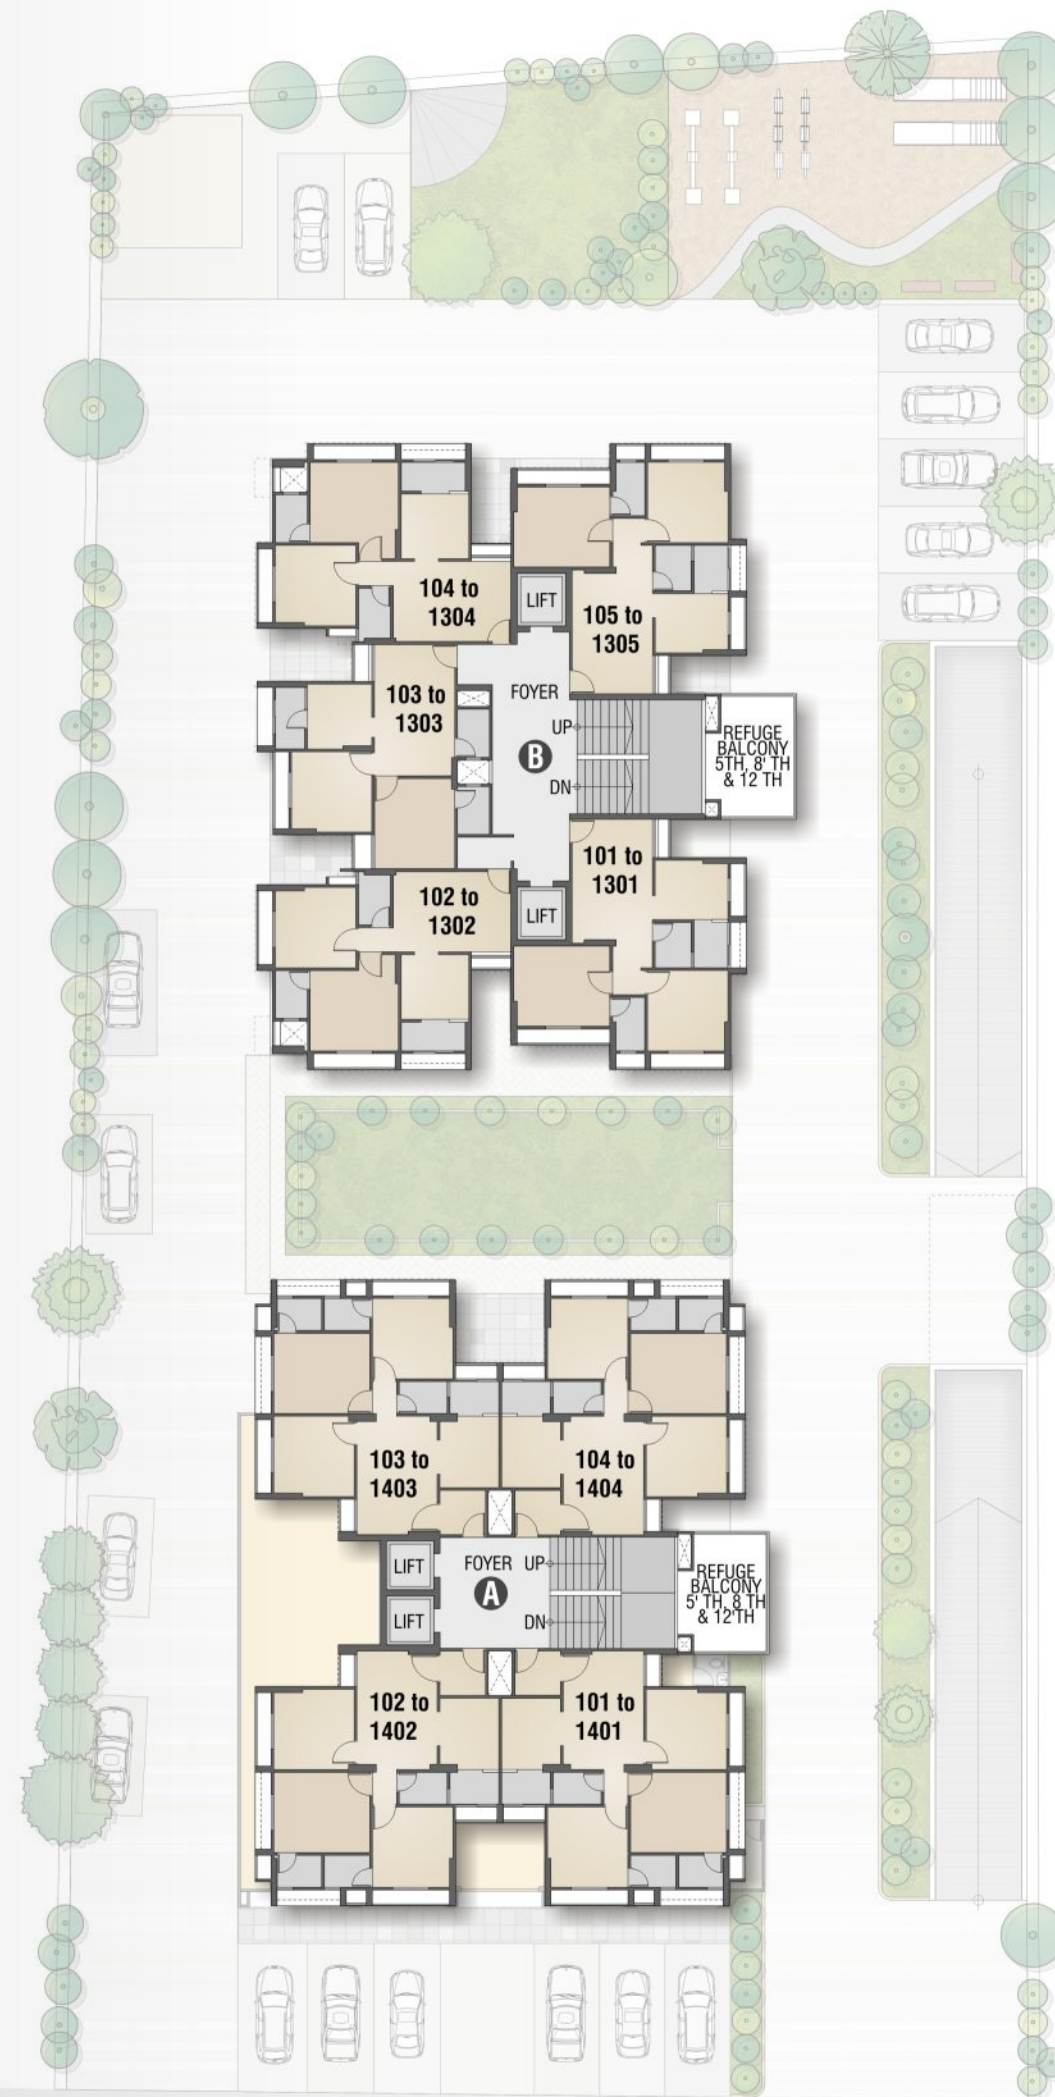 104 to
1304
LIFT
105 to
1305
103 to
1303
FOYER
UP
B
DN
REFUGE
BALCONY
5TH, 8' TH
& 12 TH
101 to
1301
102 to
1302
LIFT
103 to
1403
104 to
1404
LIFT
FOYER UP
A
LIFT
DN
REFUGE
BALCONY
5' TH, 8 TH
& 12'TH
102 to
1402
101 to
1401